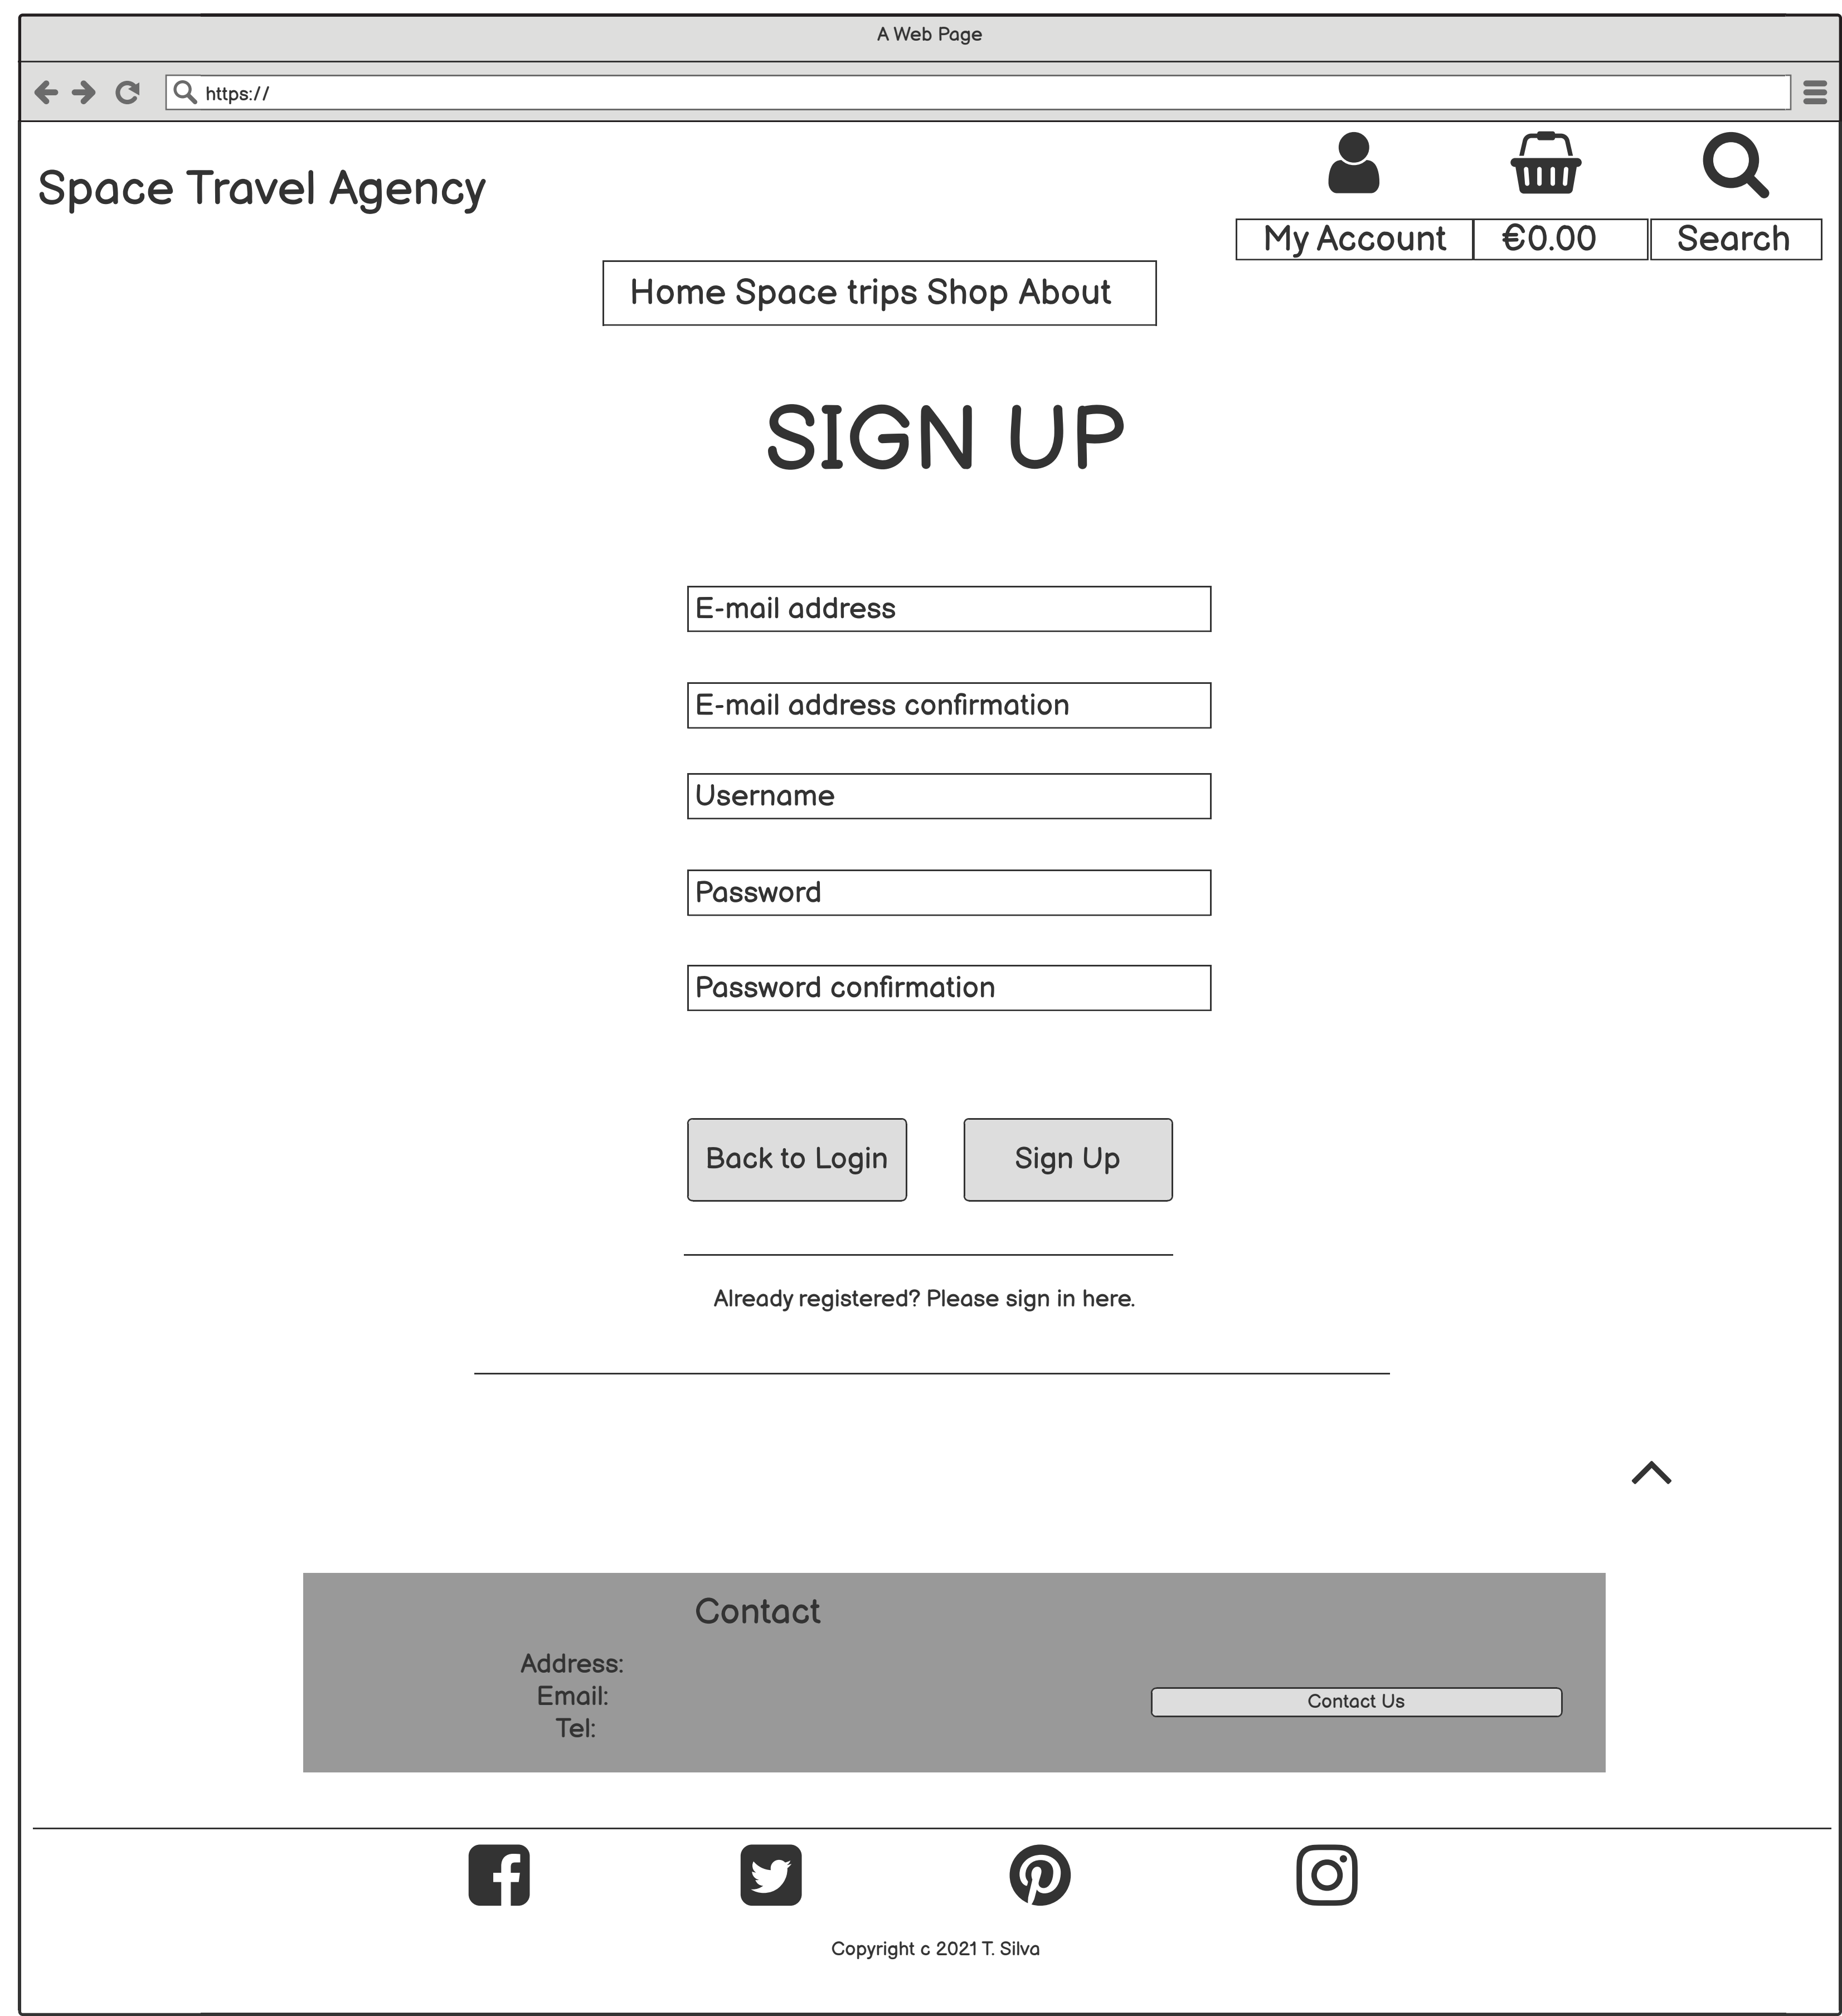 A Web Page
https://
Space Travel Agency
My Account €0.00 Search
Home Space trips Shop About
SIGN UP
E-mail address
E-mail address confirmation
Username
Password
Password confirmation
Back to Login Sign Up
Already registered? Please sign in here.
Contact
Address:
Email:
Contact Us
Tel:
Copyright c 2021 T. Silva